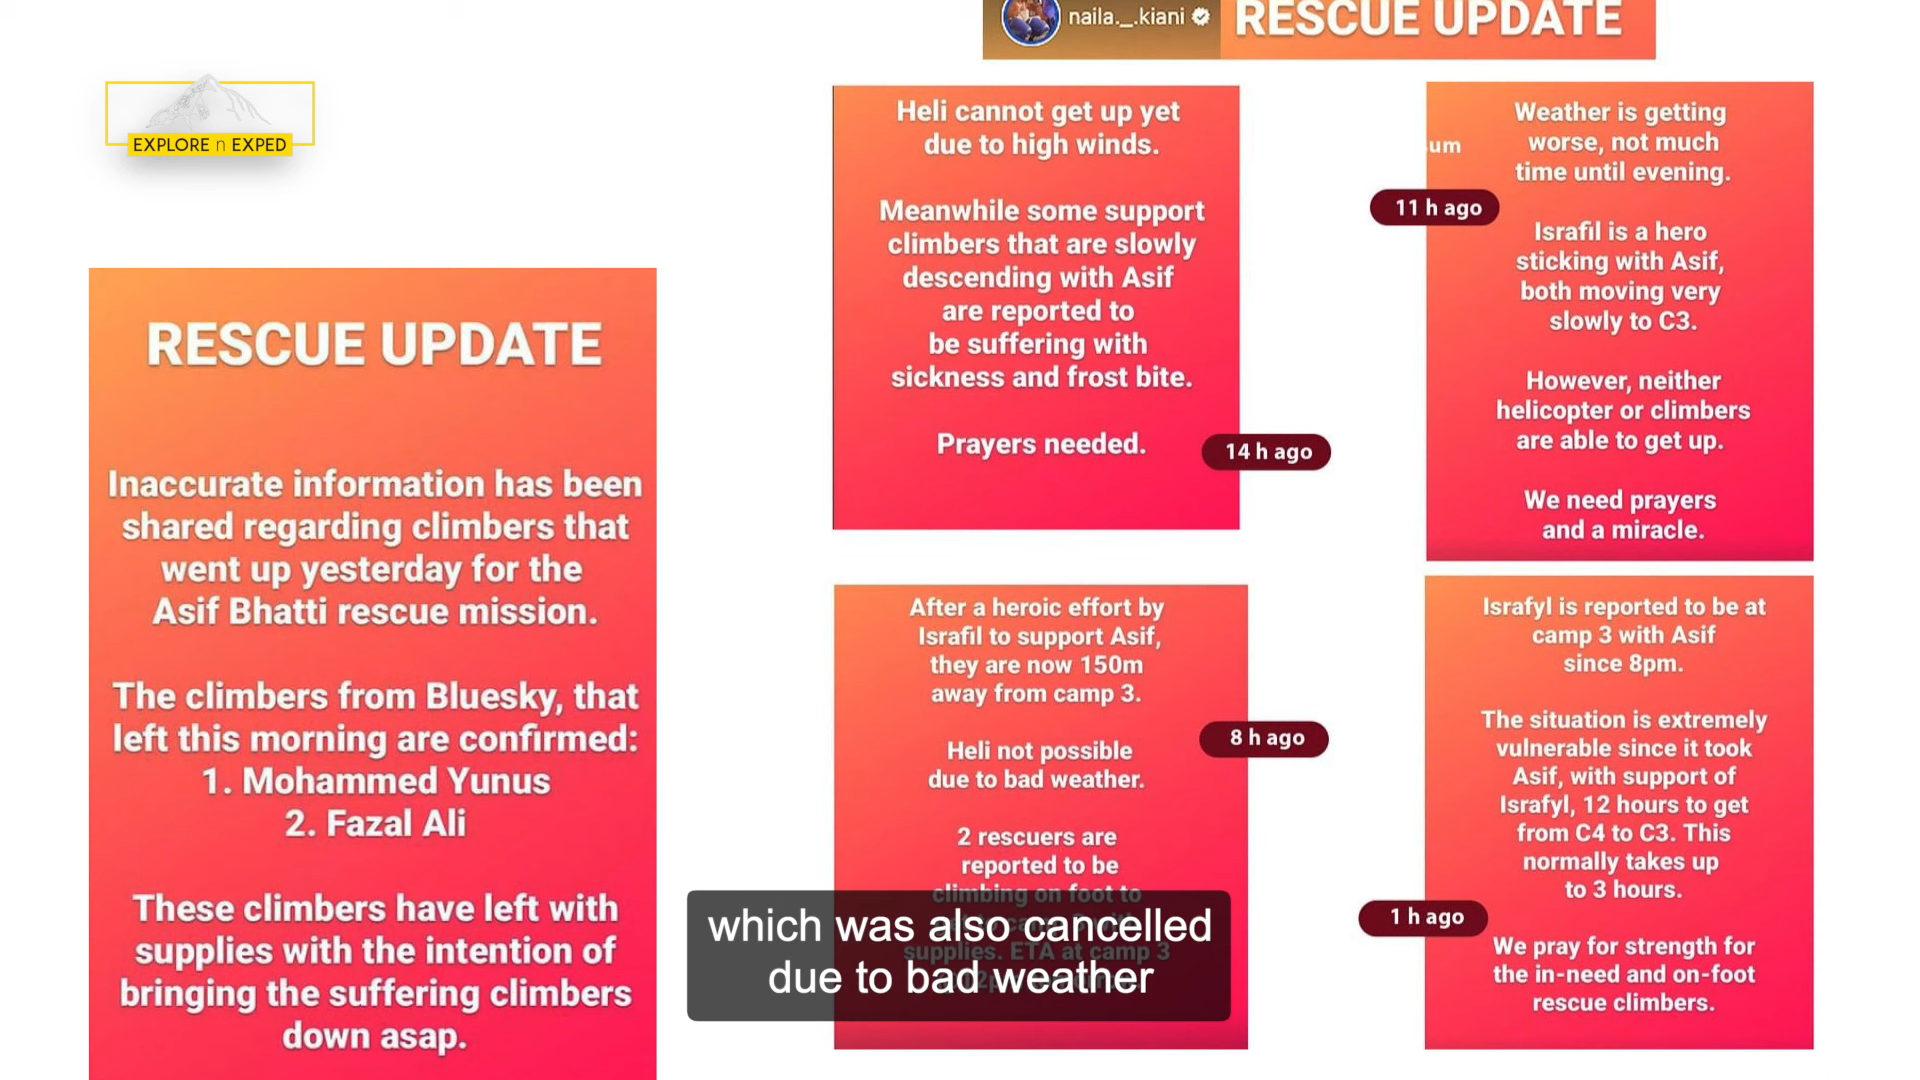 naila._.kiani
RESCUE UPDATE
EXPLORE n EXPED
RESCUE UPDATE
Inaccurate information has been
shared regarding climbers that
went up yesterday for the
Asif Bhatti rescue mission.
The climbers from Bluesky, that
left this morning are confirmed:
1. Mohammed Yunus
2. Fazal Ali
These climbers have left with
supplies with the intention of
bringing the suffering climbers
down asap.
Heli cannot get up yet
due to high winds.
Meanwhile some support
climbers that are slowly
descending with Asif
are reported to
be suffering with
sickness and frost bite.
Prayers needed.
14 h ago
um
Weather is getting
worse, not much
time until evening.
11 h ago
Israfil is a hero
sticking with Asif,
both moving very
slowly to C3.
However, neither
helicopter or climbers
are able to get up.
We need prayers
and a miracle.
After a heroic effort by
Israfil to support Asif,
they are now 150m
away from camp 3.
8 h ago
Heli not possible
due to bad weather.
2 rescuers are
reported to be
climbing on foot to
supplies. ETA at camp 3
which was also cancelled
due to bad weather
Israfyl is reported to be at
camp 3 with Asif
since 8pm.
The situation is extremely
vulnerable since it took
Asif, with support of
Israfyl, 12 hours to get
from C4 to C3. This
normally takes up
to 3 hours.
1 h ago
We pray for strength for
the in-need and on-foot
rescue climbers.